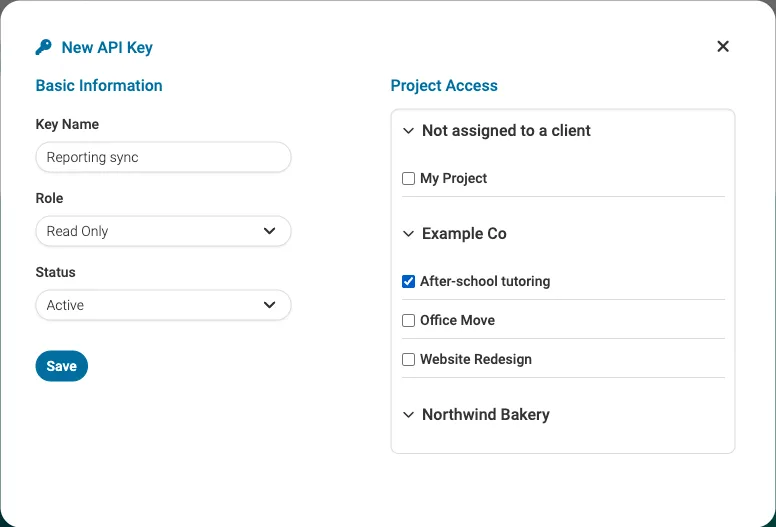 New API Key
Basic Information
Key Name
Reporting sync
Role
Read Only
Status
Active
Save
Project Access
Not assigned to a client
My Project
Example Co
After-school tutoring
Office Move
Website Redesign
Northwind Bakery